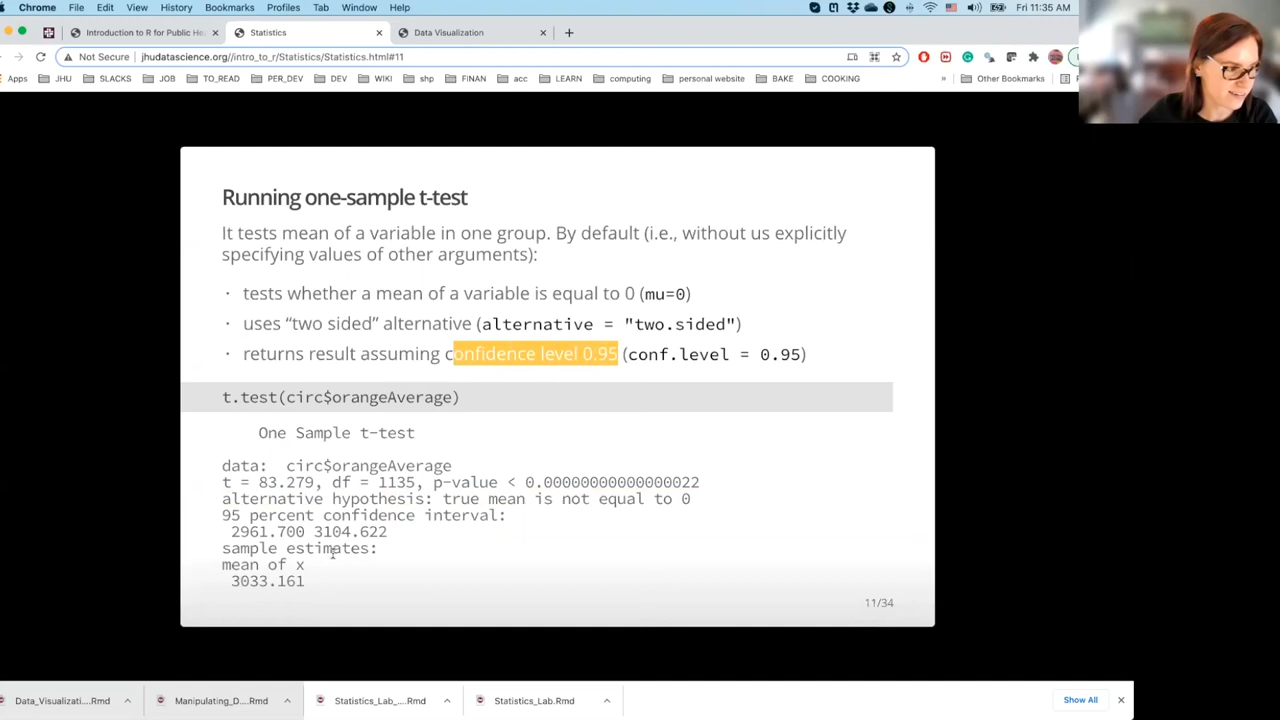 Chrome File Edit View History Bookmarks Profiles Tab Window Help Fri 11:35 AM
Introduction to R for Public He Statistics Data Visualization
Not Secure jhudatascience.org//intro_to_r/Statistics/Statistics.html#11
Apps JHU SLACKS JOB TO_READ PER_DEV DEV WIKI shp FINAN acc LEARN computing personal website BAKE COOKING » Other Bookmarks
Running one-sample t-test
It tests mean of a variable in one group. By default (i.e., without us explicitly
specifying values of other arguments):
· tests whether a mean of a variable is equal to 0 (mu=0)
· uses “two sided” alternative (alternative = "two.sided")
· returns result assuming confidence level 0.95 (conf.level = 0.95)
t.test(circ$orangeAverage)
One Sample t-test
data: circ$orangeAverage
t = 83.279, df = 1135, p-value < 0.00000000000000022
alternative hypothesis: true mean is not equal to 0
95 percent confidence interval:
2961.700 3104.622
sample estimates:
mean of x
3033.161
11/34
Data_Visualizati....Rmd Manipulating_D....Rmd Statistics_Lab_....Rmd Statistics_Lab.Rmd Show All